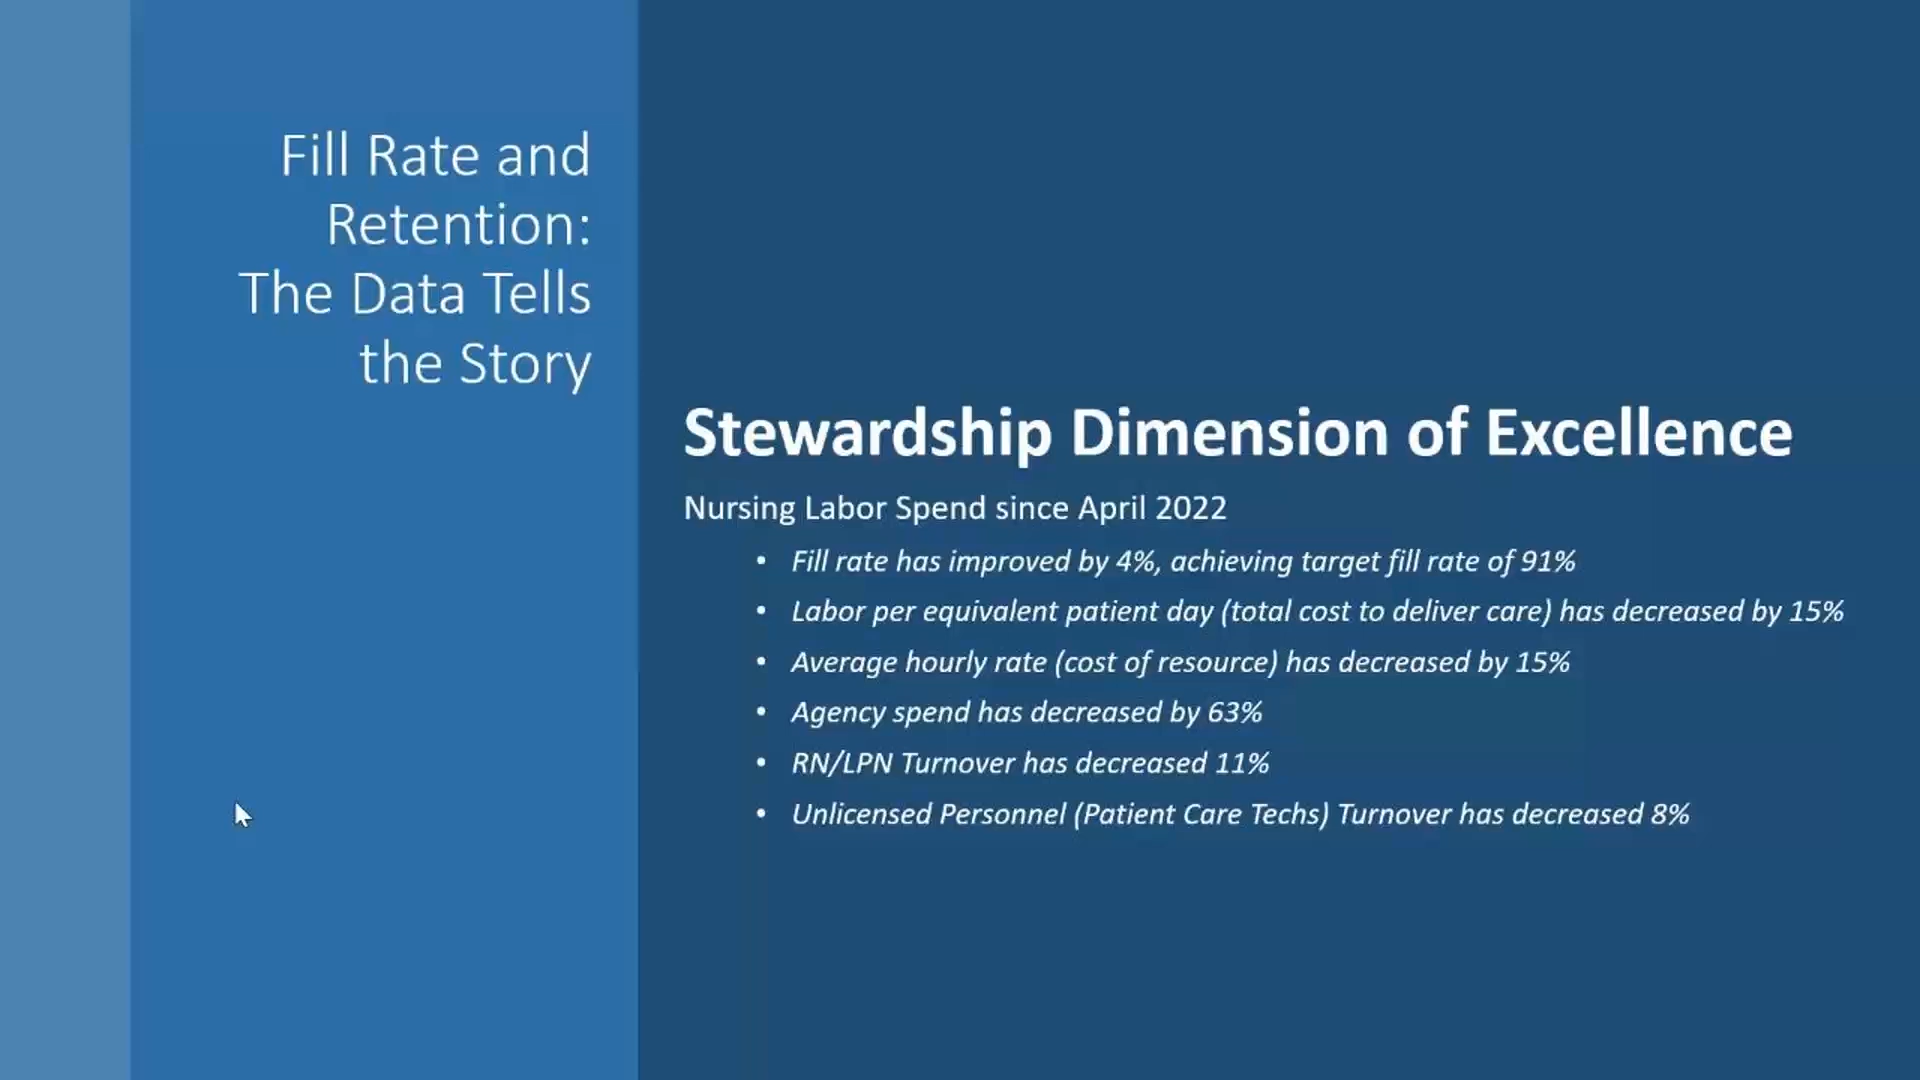 Fill Rate and
Retention:
The Data Tells
the Story
Stewardship Dimension of Excellence
Nursing Labor Spend since April 2022
• Fill rate has improved by 4%, achieving target fill rate of 91%
• Labor per equivalent patient day (total cost to deliver care) has decreased by 15%
• Average hourly rate (cost of resource) has decreased by 15%
• Agency spend has decreased by 63%
• RN/LPN Turnover has decreased 11%
• Unlicensed Personnel (Patient Care Techs) Turnover has decreased 8%